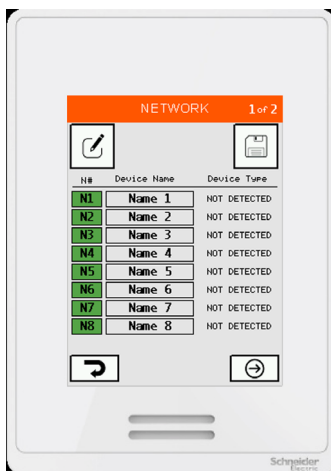 NETWORK 1 of 2
N# Device Name Device Type
N1 Name 1 NOT DETECTED
N2 Name 2 NOT DETECTED
N3 Name 3 NOT DETECTED
N4 Name 4 NOT DETECTED
N5 Name 5 NOT DETECTED
N6 Name 6 NOT DETECTED
N7 Name 7 NOT DETECTED
N8 Name 8 NOT DETECTED
Schneider
Electric